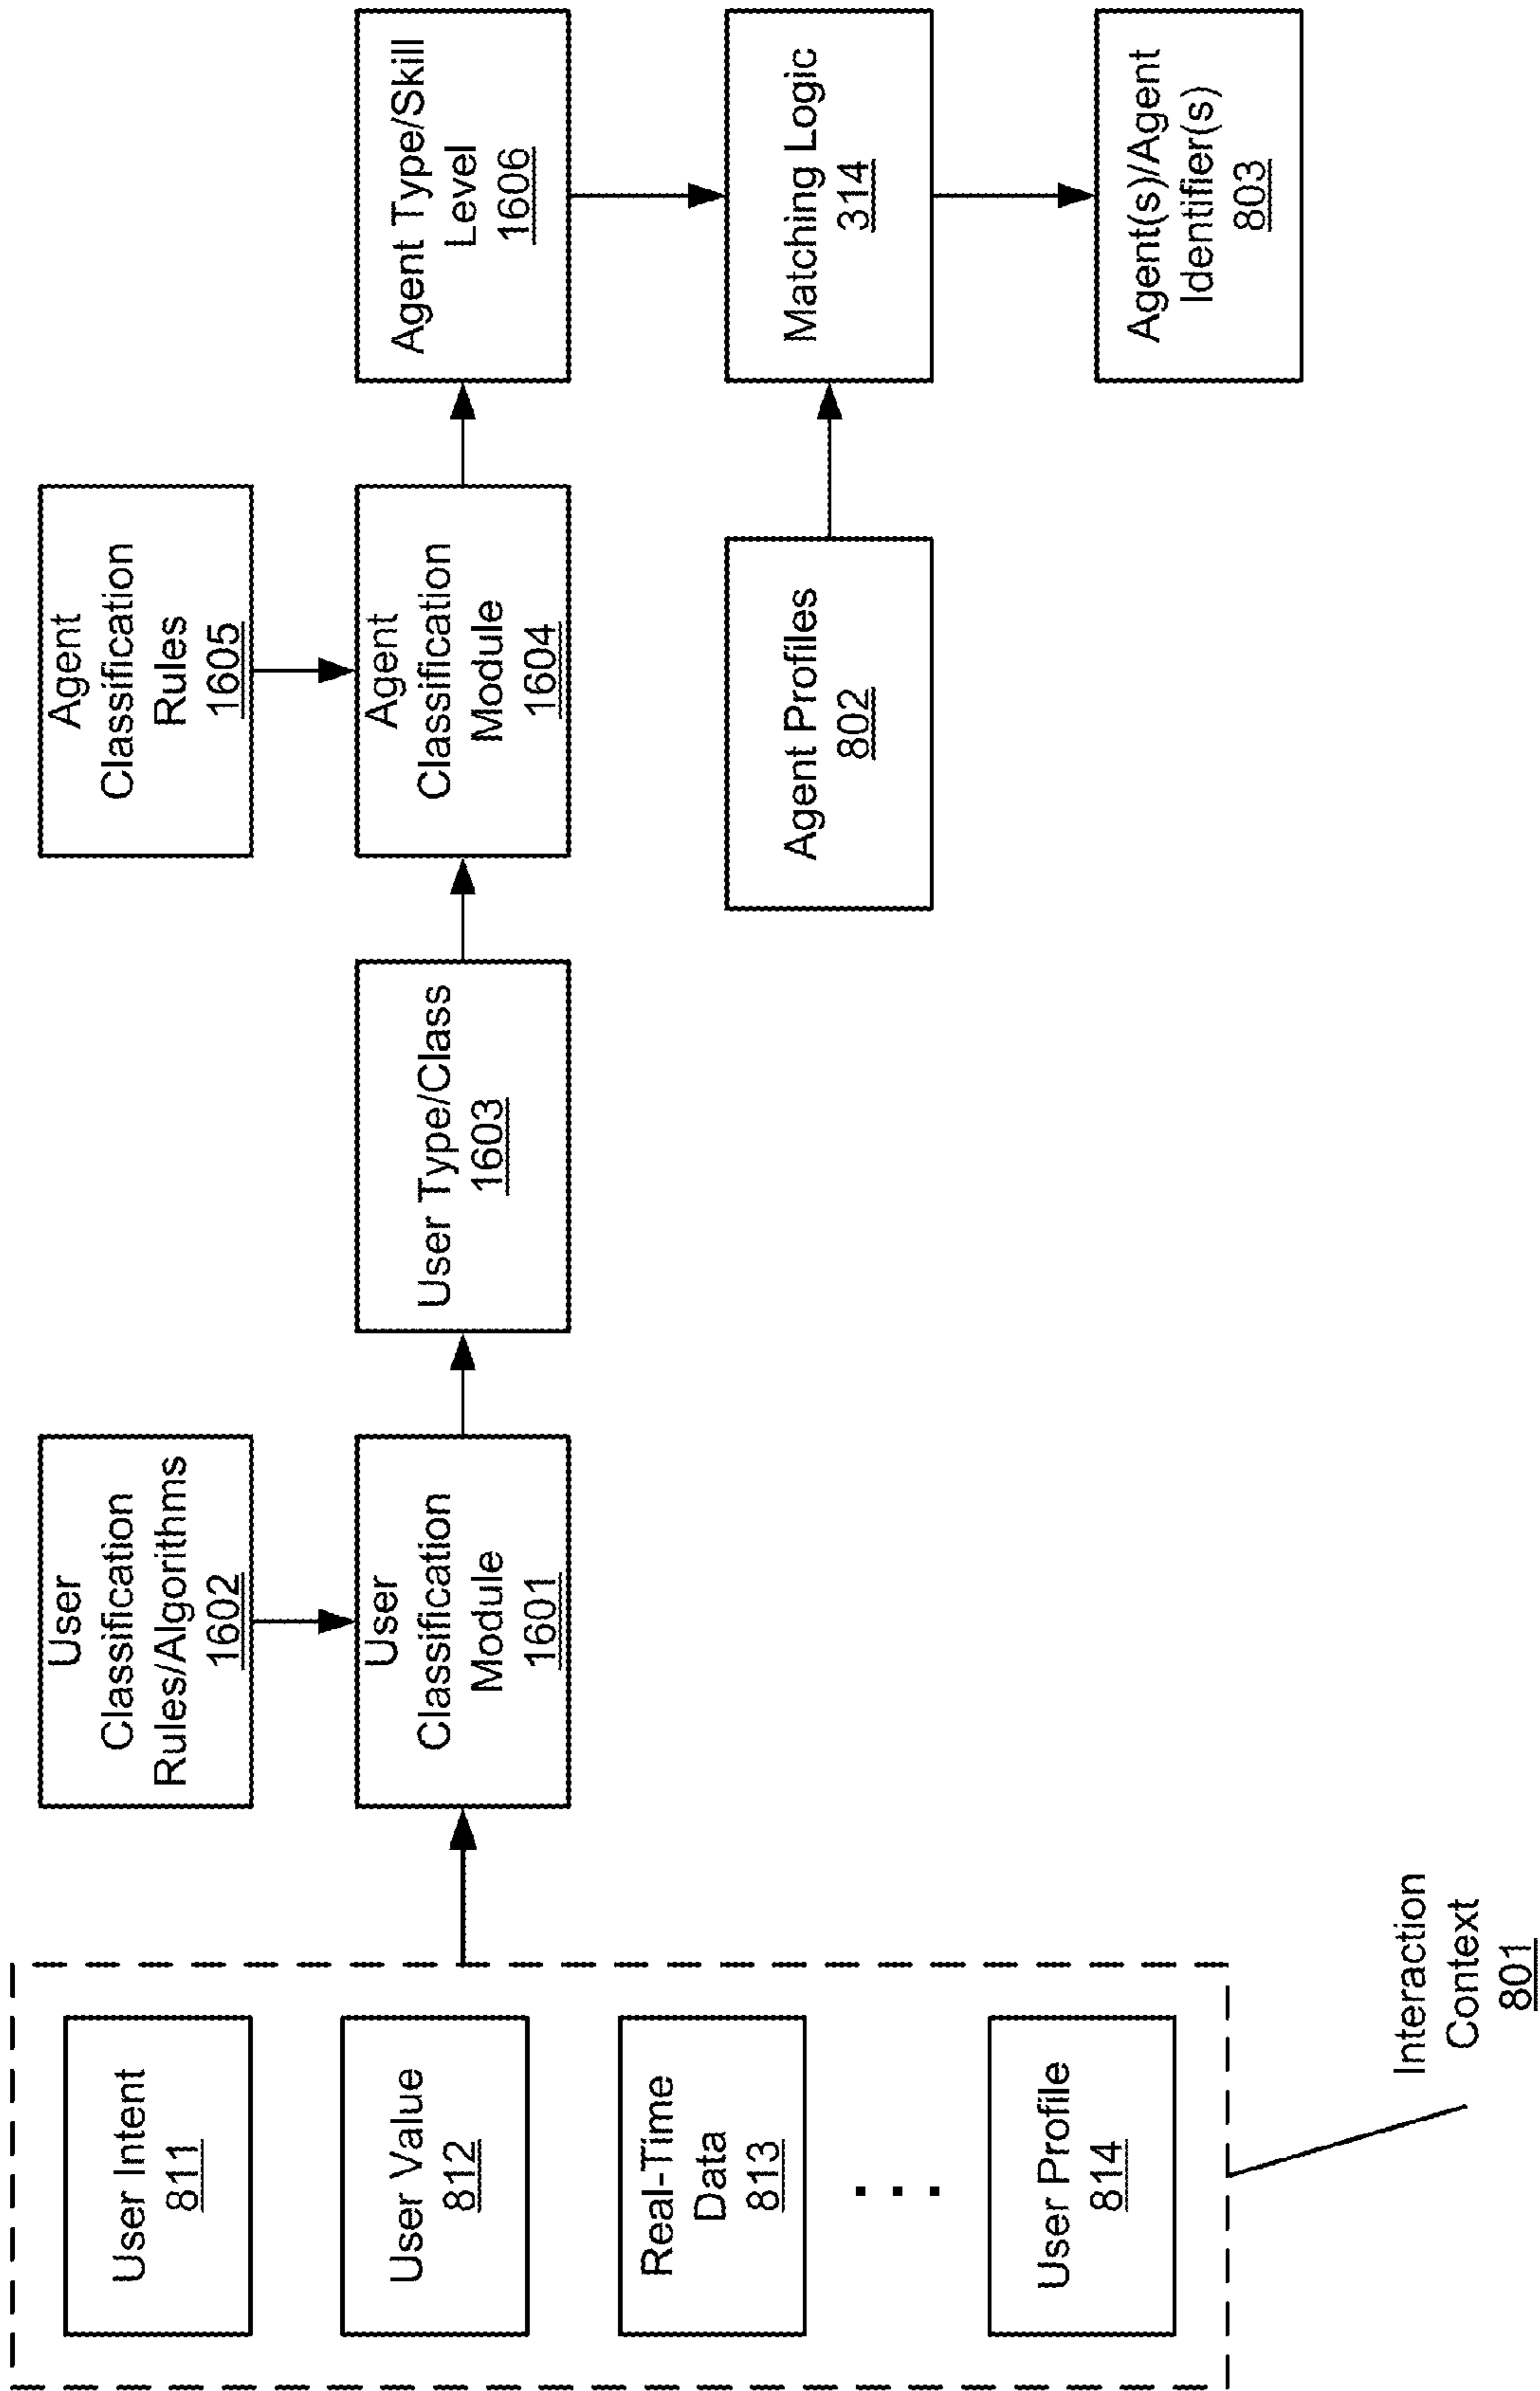 User Intent
811
User Value
812
Real-Time
Data
813
...
User Profile
814
Interaction
Context
801
User
Classification
Rules/Algorithms
1602
User
Classification
Module
1601
User Type/Class
1603
Agent
Classification
Rules
1605
Agent
Classification
Module
1604
Agent Profiles
802
Agent Type/Skill
Level
1606
Matching Logic
314
Agent(s)/Agent
Identifier(s)
803